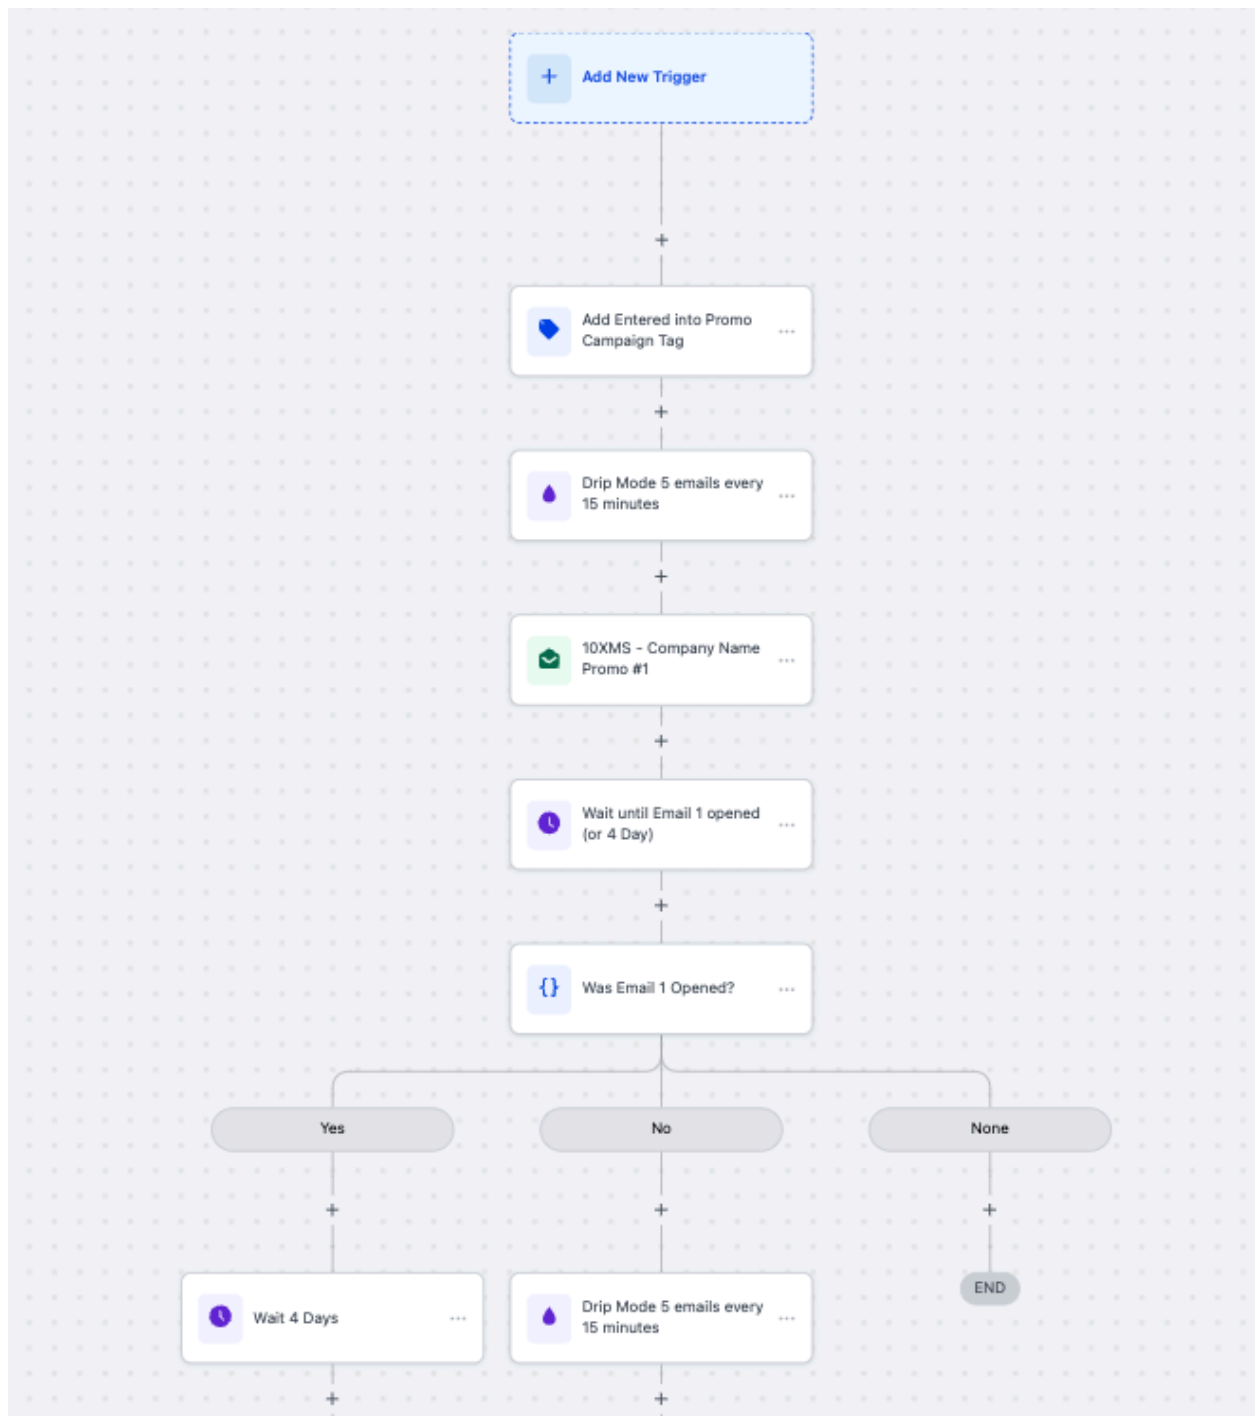 Add New Trigger
Add Entered into Promo
Campaign Tag
Drip Mode 5 emails every
15 minutes
10XMS - Company Name
Promo #1
Wait until Email 1 opened
(or 4 Day)
Was Email 1 Opened?
Yes
No
None
Wait 4 Days
Drip Mode 5 emails every
15 minutes
END